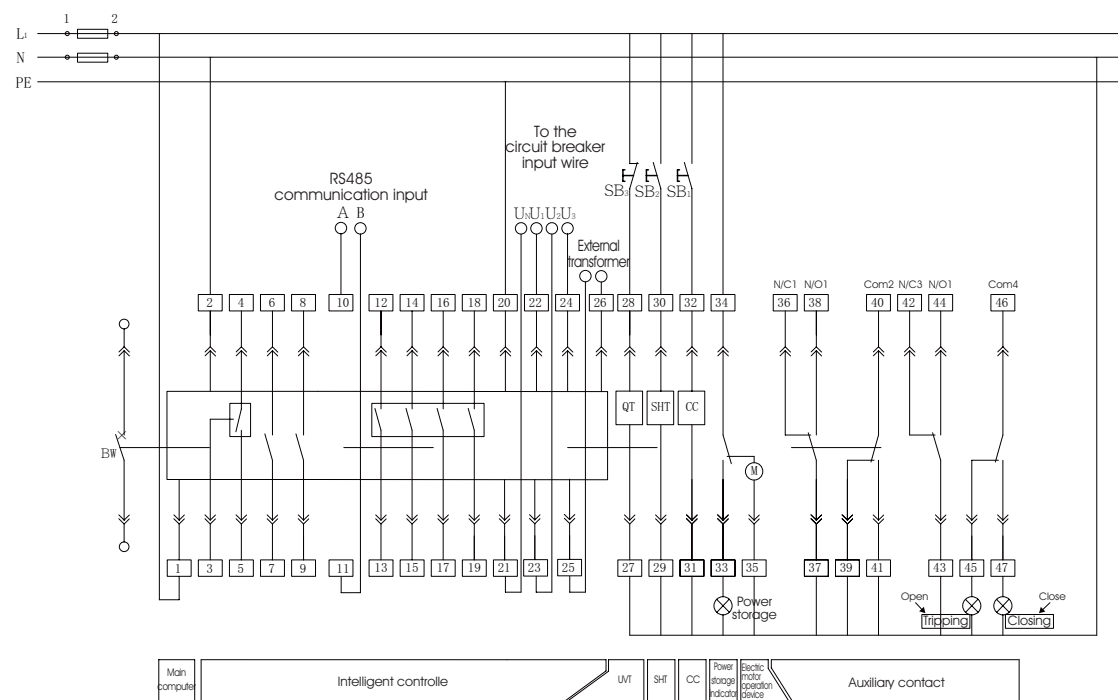 1 2
L1
N
PE
To the
circuit breaker
input wire
RS485
communication input
SB3 SB2 SB1
A B
UN U1 U2 U3
External
transformer
N/C1 N/O1 Com2 N/C3 N/O1 Com4
2 4 6 8 10 12 14 16 18 20 22 24 26 28 30 32 34 36 38 40 42 44 46
QT SHT CC
BW
M
1 3 5 7 9 11 13 15 17 19 21 23 25 27 29 31 33 35 37 39 41 43 45 47
Power
storage
Open
Tripping
Close
Closing
Main
computer
Intelligent controlle
UVT
SHT
CC
Power
storage
indicator
Electric
motor
operation
device
Auxiliary contact